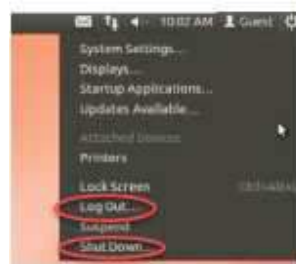 10:02 AM Guest
System Settings...
Displays...
Startup Applications...
Updates Available...
Attached Devices
Printers
Lock Screen
Log Out...
Suspend
Shut Down...